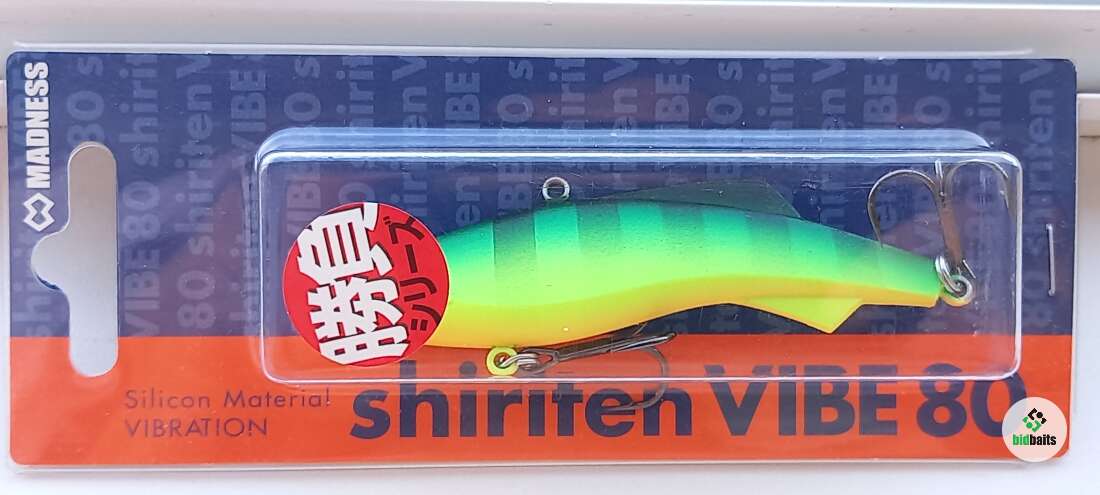 MADNESS
勝負
シリーズ
Silicon Material
VIBRATION
shiriten VIBE 80
bidbaits